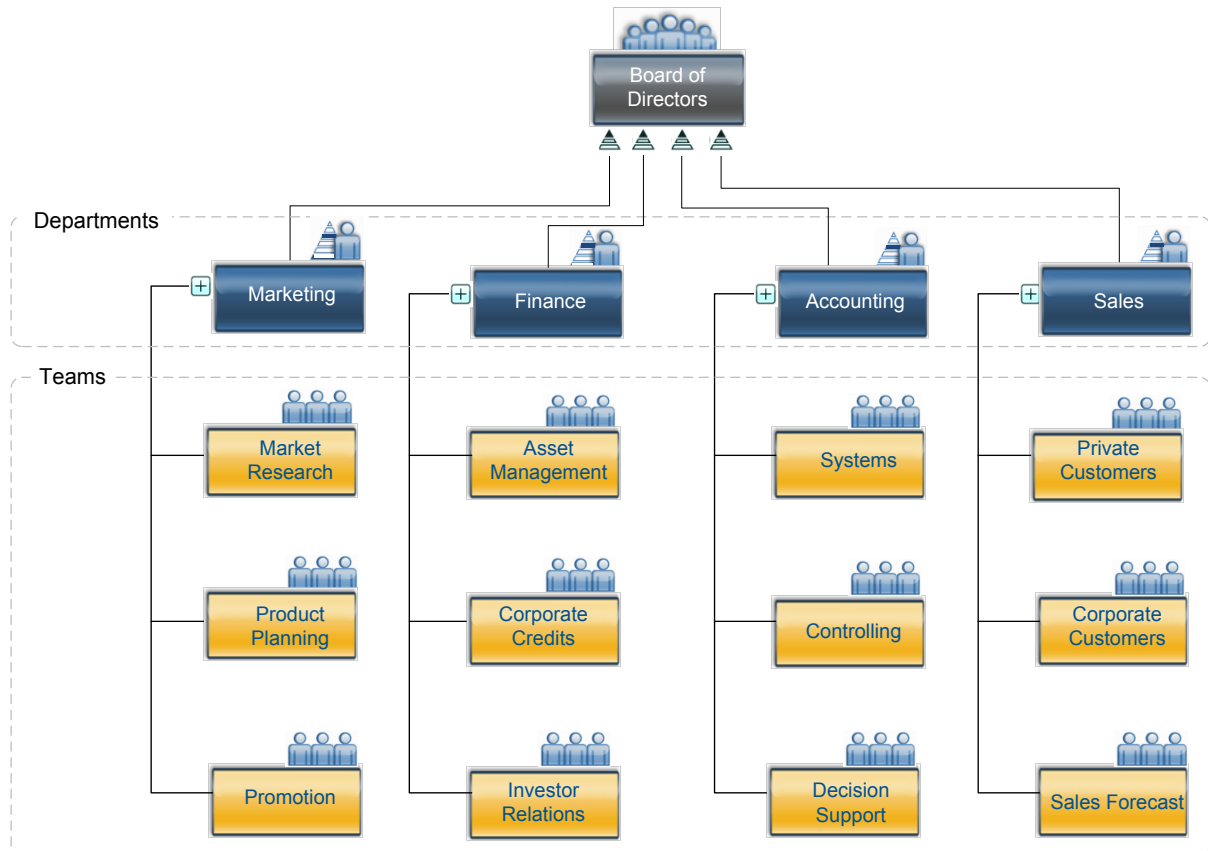 Board of
Directors
Departments
Marketing
Finance
Accounting
Sales
Teams
Market
Research
Asset
Management
Systems
Private
Customers
Product
Planning
Corporate
Credits
Controlling
Corporate
Customers
Promotion
Investor
Relations
Decision
Support
Sales Forecast